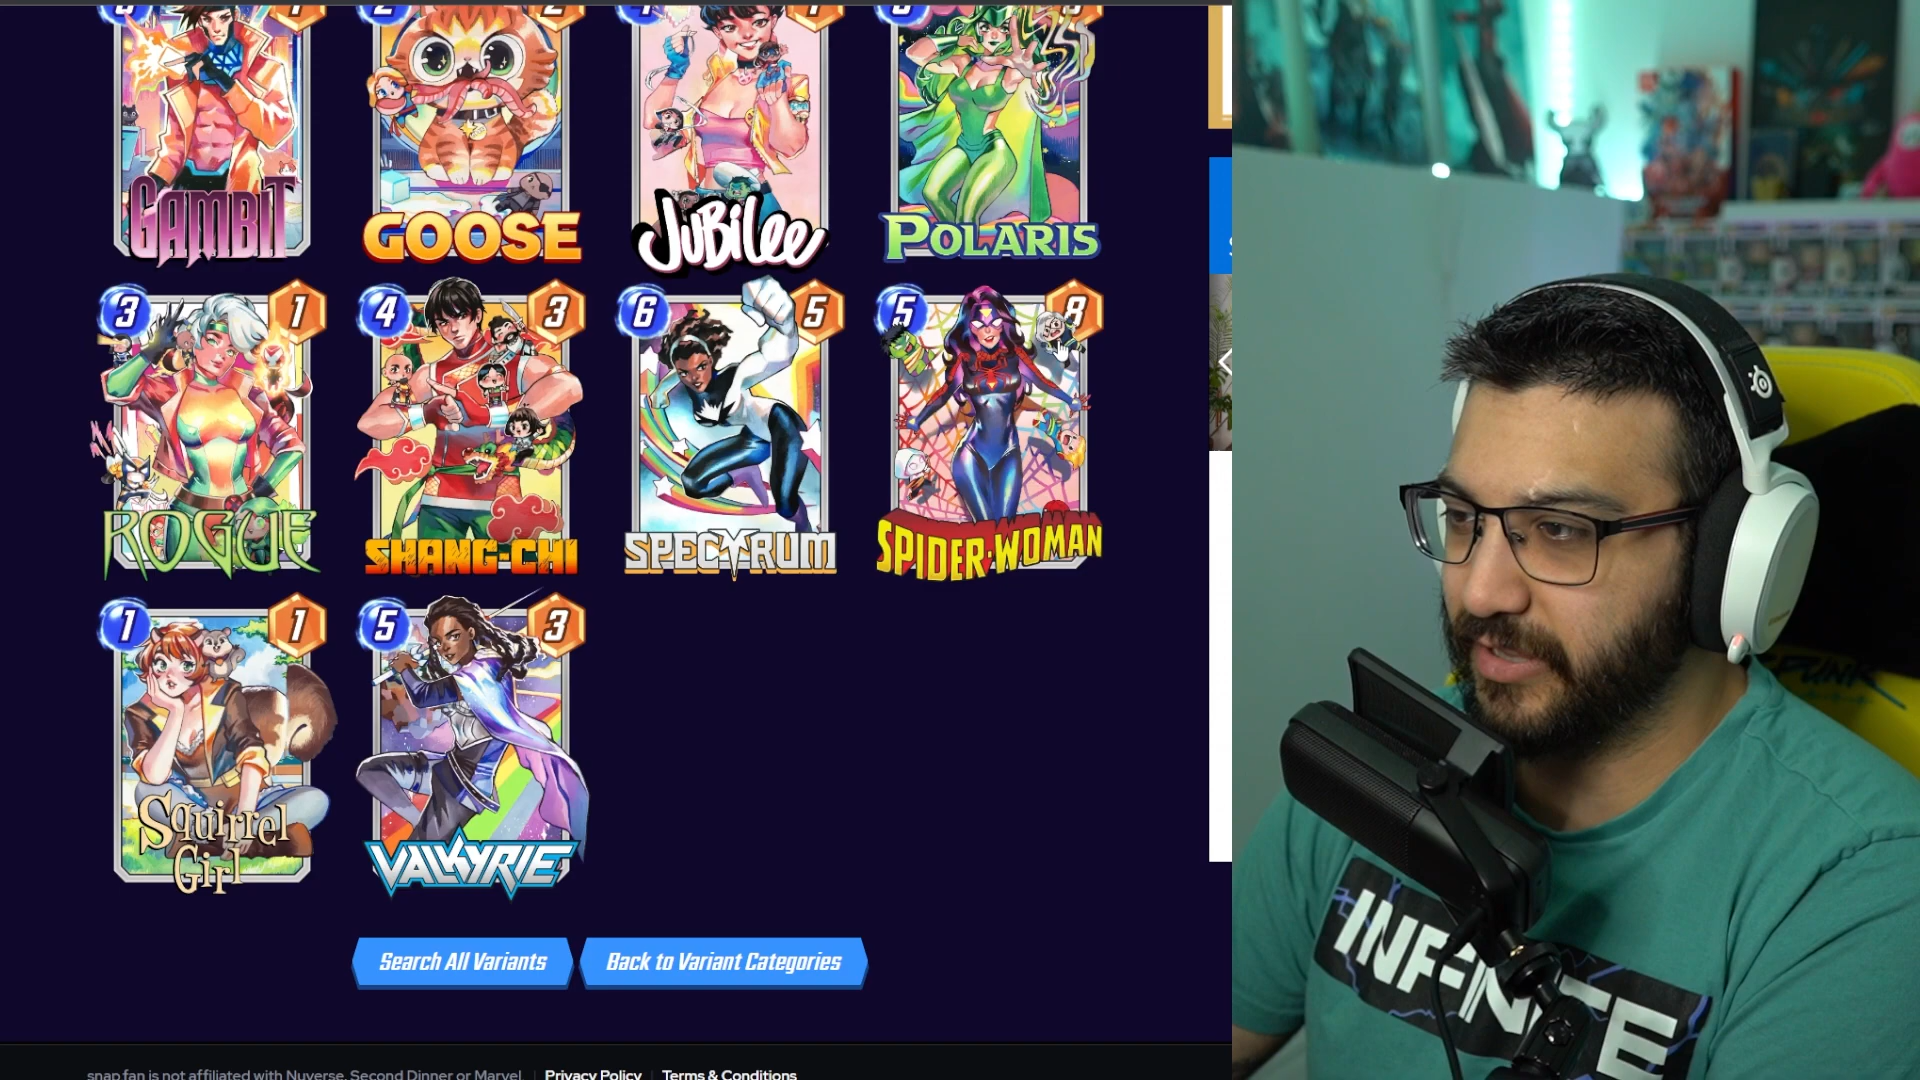 GAMBIT
GOOSE
JUBiLee
POLARIS
3 1
4 3
6 5
5 8
ROGUE
SHANG-CHI
SPECTRUM
SPIDER-WOMAN
1 1
5 3
Squirrel
Girl
VALKYRIE
Search All Variants
Back to Variant Categories
snap.fan is not affiliated with Nuverse, Second Dinner or Marvel. | Privacy Policy | Terms & Conditions
INFINITE